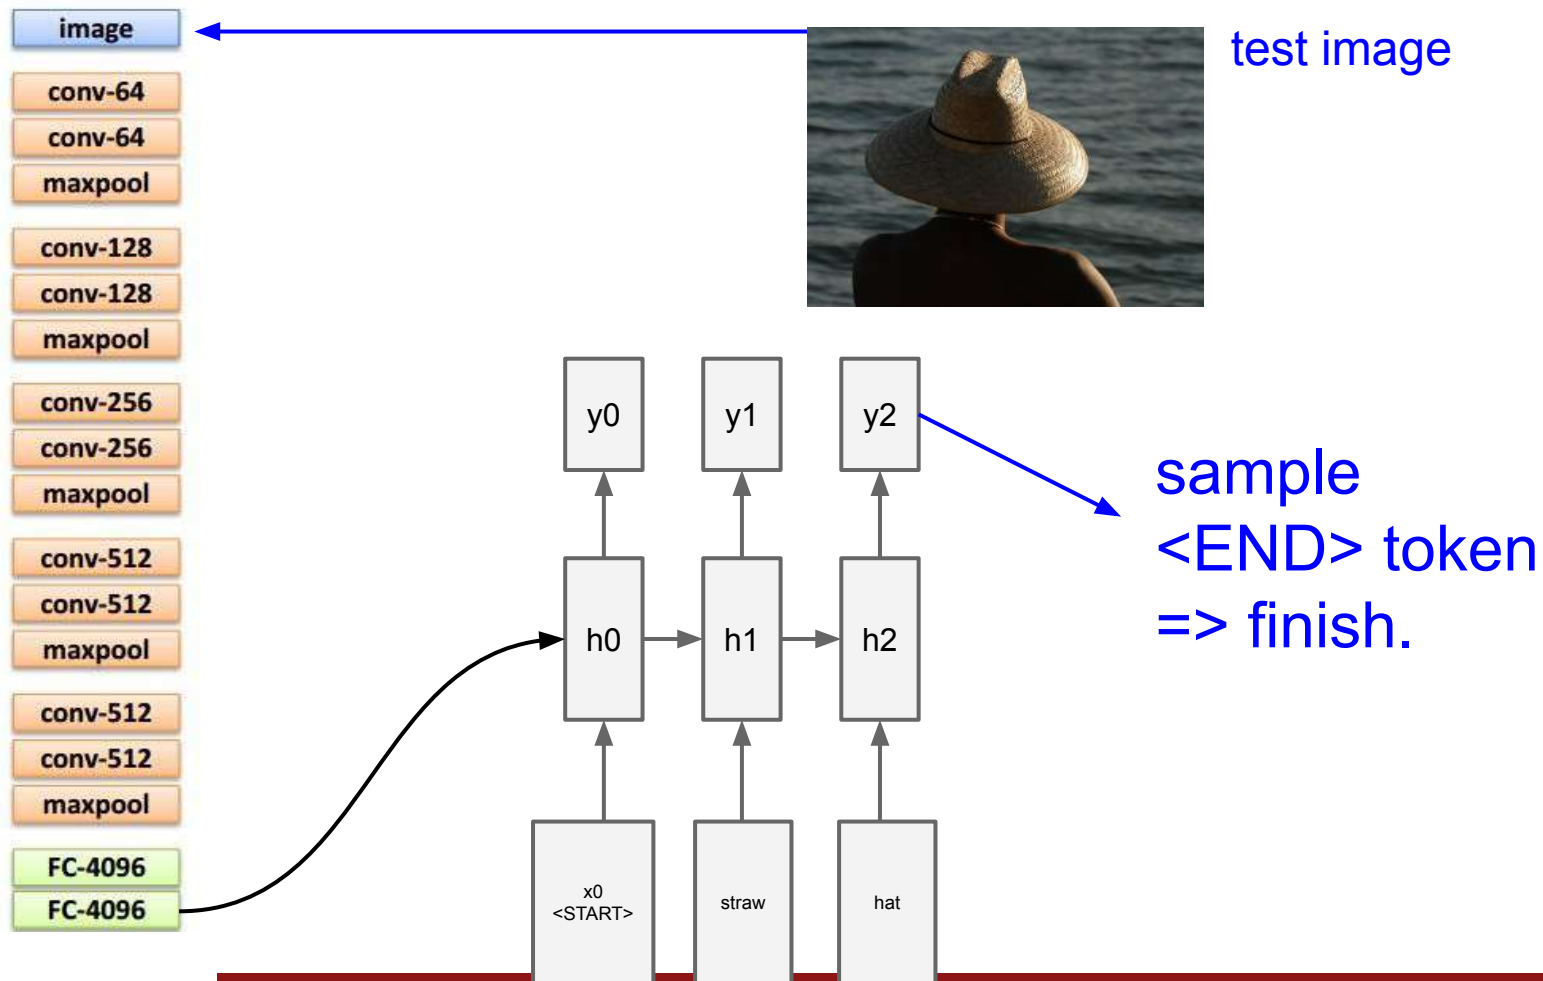 image
conv-64
conv-64
maxpool
conv-128
conv-128
maxpool
conv-256
conv-256
maxpool
conv-512
conv-512
maxpool
conv-512
conv-512
maxpool
FC-4096
FC-4096
test image
y0
y1
y2
sample
<END> token
=> finish.
h0
h1
h2
x0
<START>
straw
hat